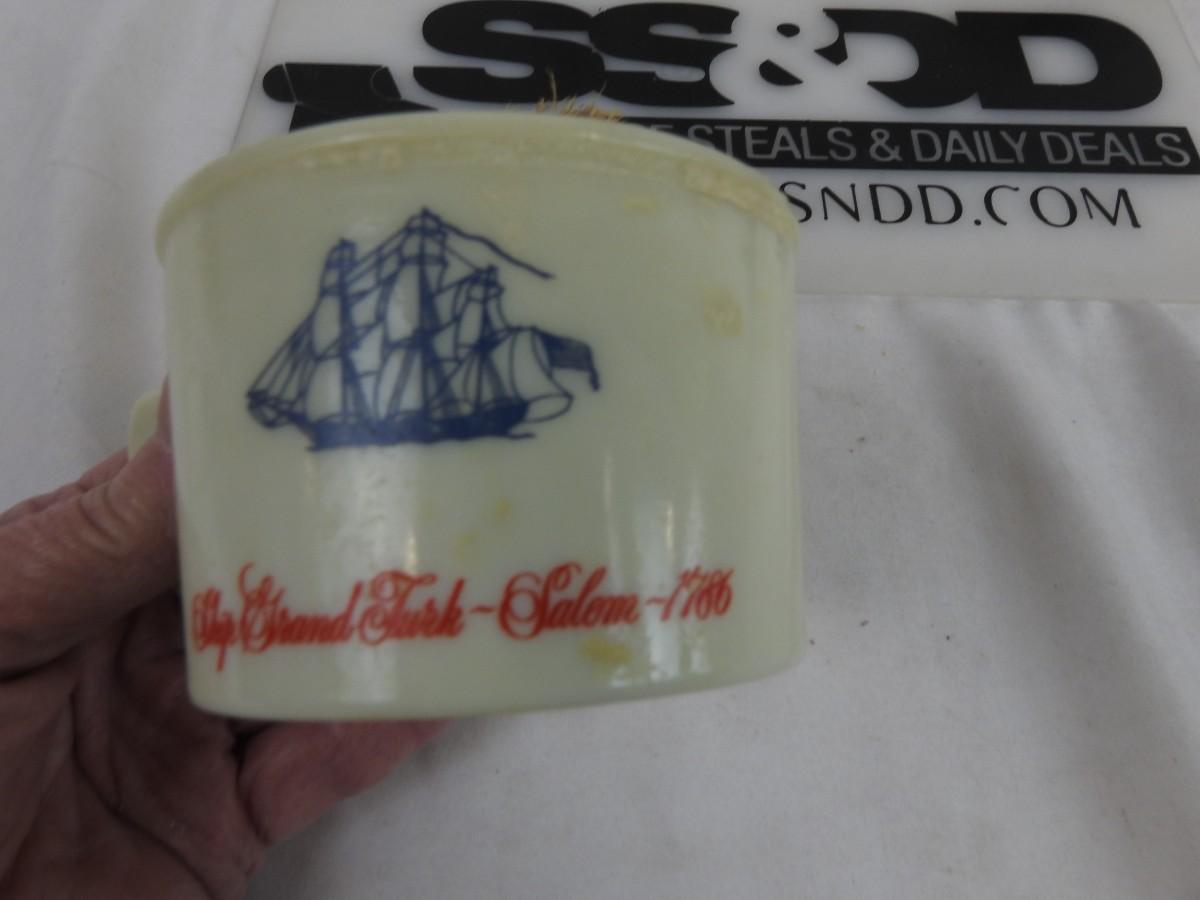 SS&DD
STEALS & DAILY DEALS
SNDD.COM
Ship Grand Turk ~ Salem ~ 1786